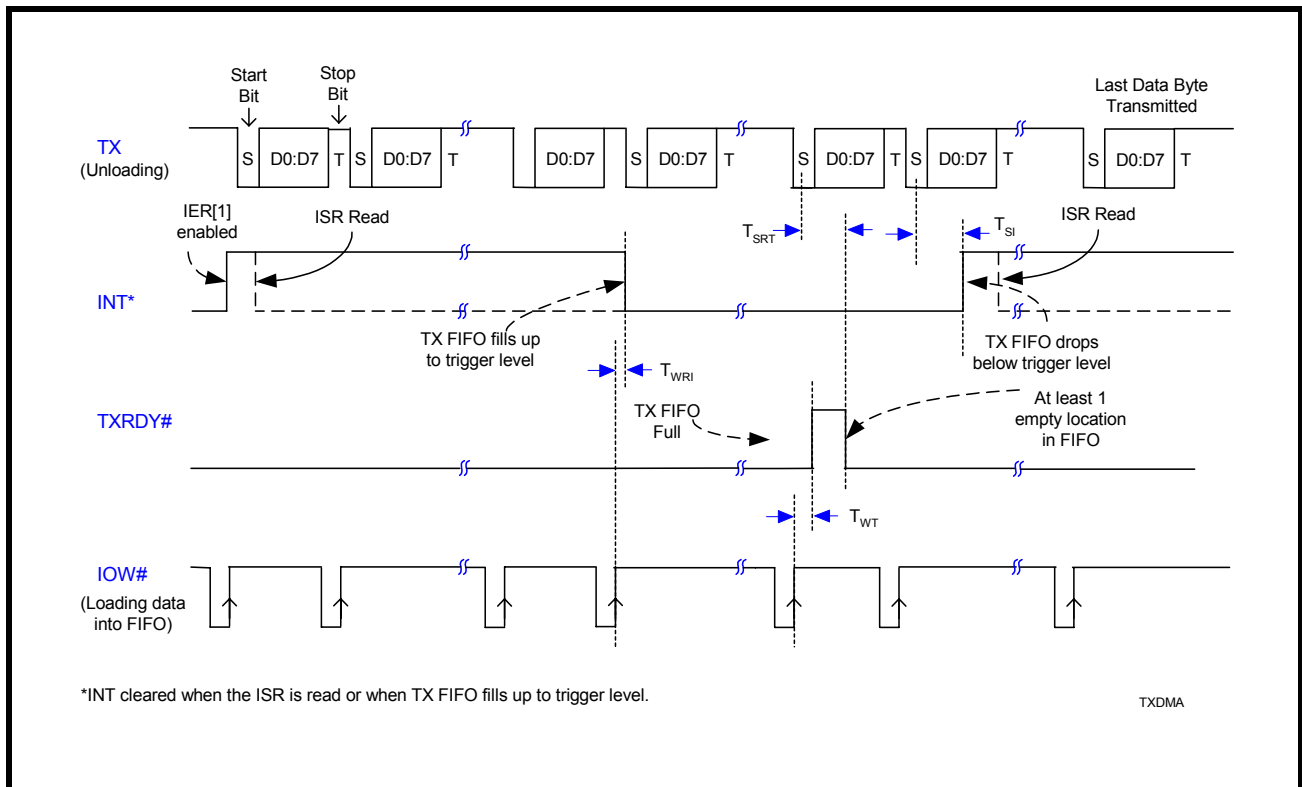 Start
Bit
Stop
Bit
Last Data Byte
Transmitted
TX
(Unloading)
S D0:D7 T S D0:D7 T D0:D7 S D0:D7 T S D0:D7 T S D0:D7 T S D0:D7 T
IER[1]
enabled
ISR Read
TSRT
TSI
ISR Read
INT*
TX FIFO fills up
to trigger level
TX FIFO drops
below trigger level
TWRI
TXRDY#
TX FIFO
Full
At least 1
empty location
in FIFO
TWT
IOW#
(Loading data
into FIFO)
*INT cleared when the ISR is read or when TX FIFO fills up to trigger level.
TXDMA